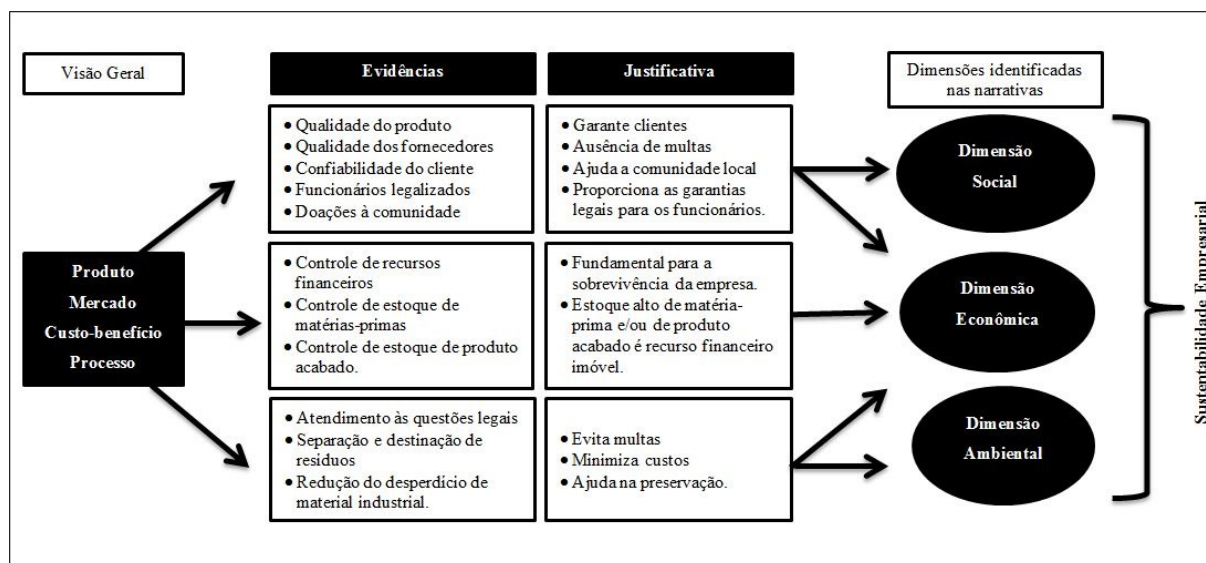 Visão Geral
Evidências
Justificativa
Dimensões identificadas
nas narrativas
Produto
Mercado
Custo-benefício
Processo
• Qualidade do produto
• Qualidade dos fornecedores
• Confiabilidade do cliente
• Funcionários legalizados
• Doações à comunidade
• Garante clientes
• Ausência de multas
• Ajuda a comunidade local
• Proporciona as garantias
legais para os funcionários.
Dimensão
Social
• Controle de recursos
financeiros
• Controle de estoque de
matérias-primas
• Controle de estoque de produto
acabado.
• Fundamental para a
sobrevivência da empresa.
• Estoque alto de matéria-
prima e/ou de produto
acabado é recurso financeiro
imóvel.
Dimensão
Econômica
• Atendimento às questões legais
• Separação e destinação de
resíduos
• Redução do desperdício de
material industrial.
• Evita multas
• Minimiza custos
• Ajuda na preservação.
Dimensão
Ambiental
Sustentabilidade Empresarial